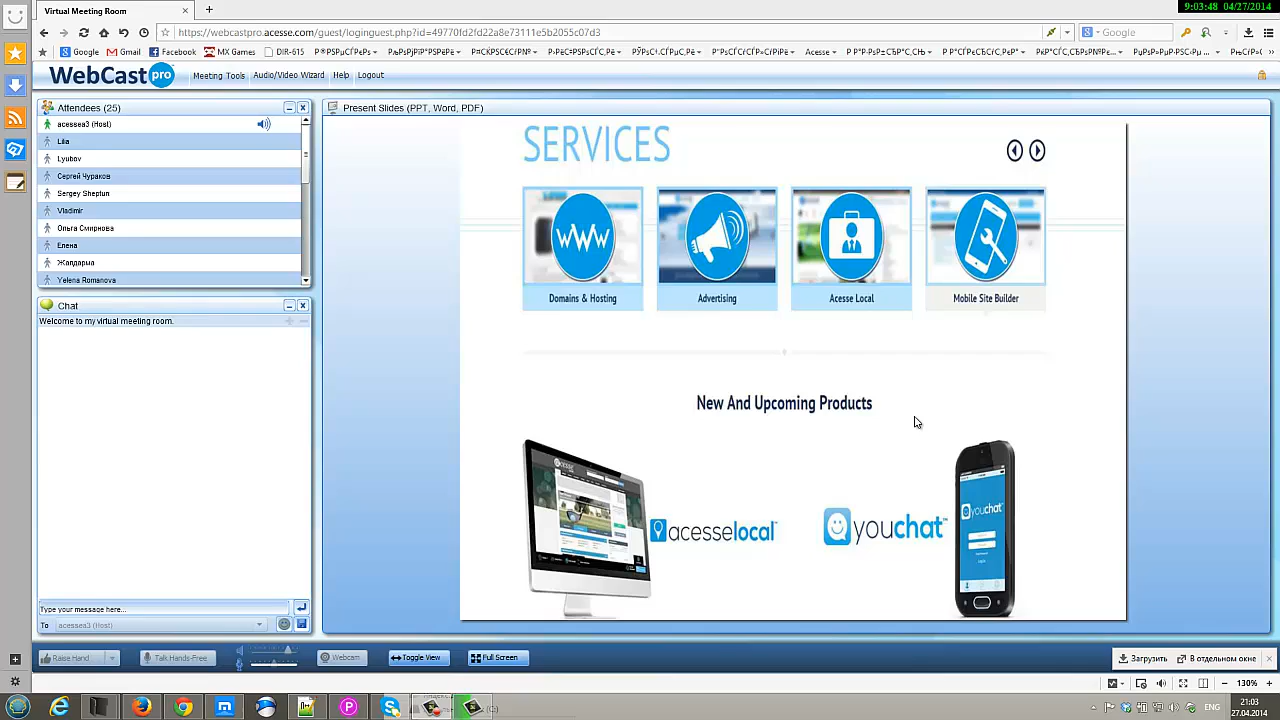 9:03:48 04/27/2014
Virtual Meeting Room
https://webcastpro.acesse.com/guest/loginguest.php?id=49770fd2fd22a8e73111e5b2055c07d3
Google
Google
Gmail
Facebook
MX Games
DIR-615
Acesse
WebCast pro
Meeting Tools
Audio/Video Wizard
Help
Logout
Attendees (25)
acessea3 (Host)
Lilia
Lyubov
Сергей Чураков
Sergey Sheptun
Vladimir
Ольга Смирнова
Елена
Жалдарма
Yelena Romanova
Chat
Welcome to my virtual meeting room.
Type your message here...
To acessea3 (Host)
Present Slides (PPT, Word, PDF)
SERVICES
WWW
Domains & Hosting
Advertising
Acesse Local
Mobile Site Builder
New And Upcoming Products
acesselocal™
youchat™
youchat
Raise Hand
Talk Hands-Free
Webcam
Toggle View
Full Screen
Загрузить
В отдельном окне
130%
ENG
21:03
27.04.2014